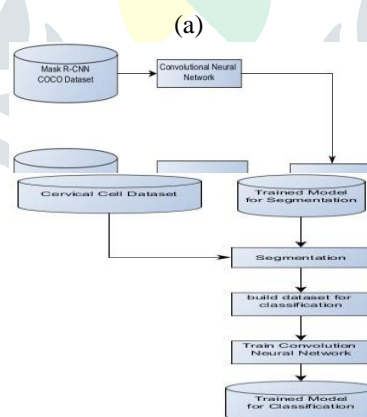 (a)
Mask R-CNN
COCO Dataset
Convolutional Neural
Network
Cervical Cell Dataset
Trained Model
for Segmentation
Segmentation
build dataset for
classification
Train Convolution
Neural Network
Trained Model
for Classification